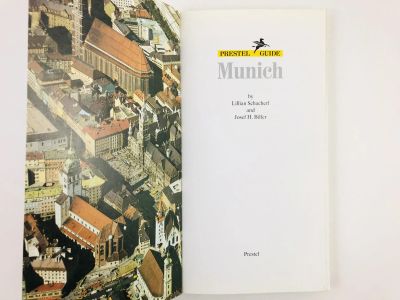 PRESTEL GUIDE
Munich
by
Lillian Schacherl
and
Josef H. Biller
Prestel